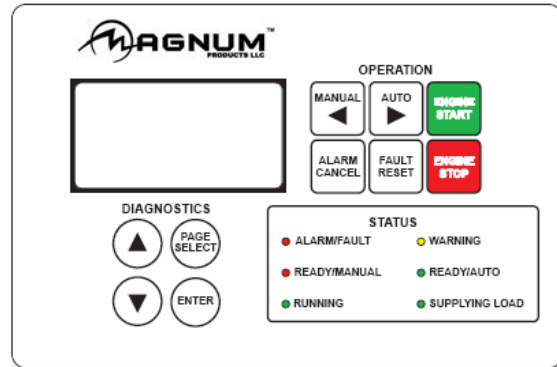 MAGNUM™
PRODUCTS LLC
OPERATION
MANUAL
AUTO
ENGINE
START
ALARM
CANCEL
FAULT
RESET
ENGINE
STOP
DIAGNOSTICS
PAGE
SELECT
ENTER
STATUS
ALARM/FAULT
WARNING
READY/MANUAL
READY/AUTO
RUNNING
SUPPLYING LOAD